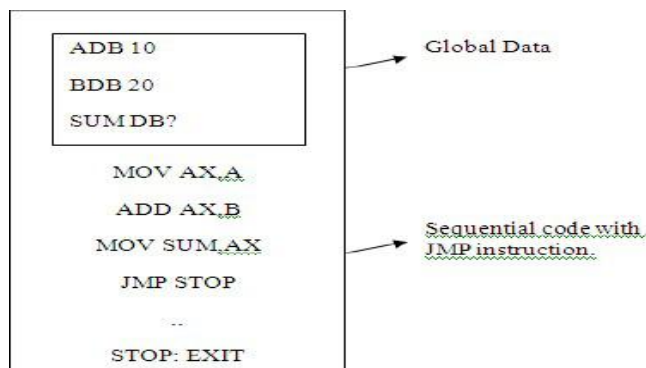 ADB 10
BDB 20
SUM DB?
MOV AX,A
ADD AX,B
MOV SUM,AX
JMP STOP
..
STOP: EXIT
Global Data
Sequential code with
JMP instruction.